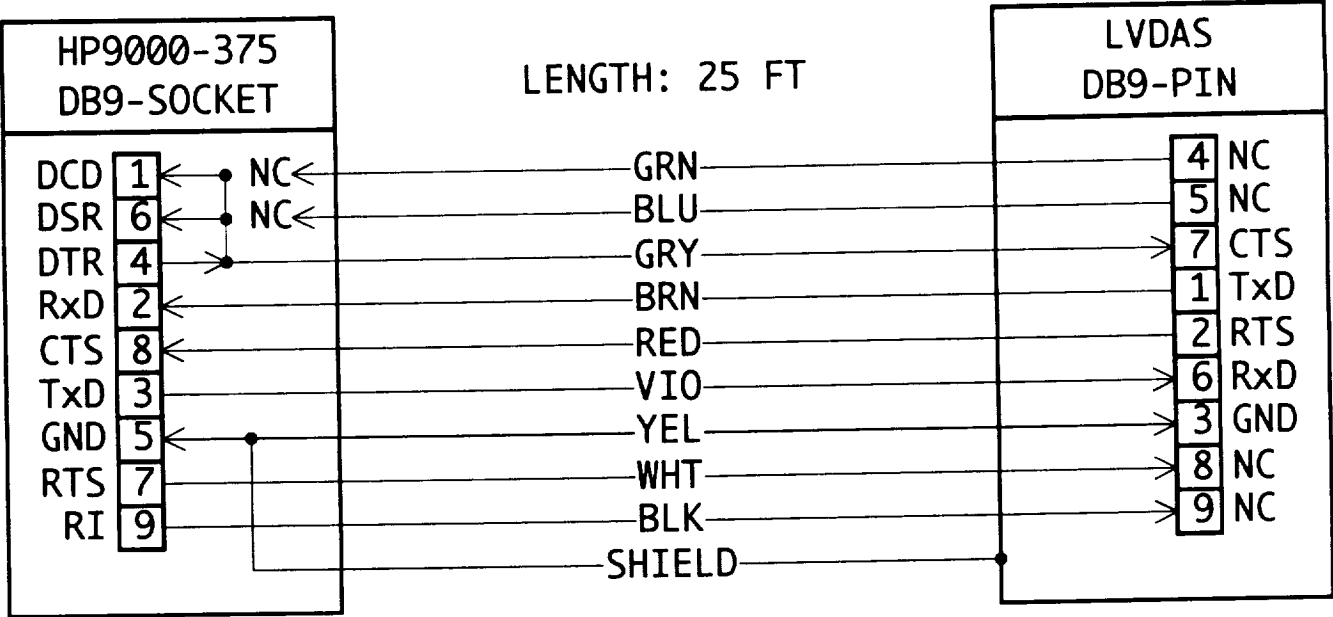 HP9000-375
DB9-SOCKET
LENGTH: 25 FT
LVDAS
DB9-PIN
DCD 1 NC GRN 4 NC
DSR 6 NC BLU 5 NC
DTR 4 GRY 7 CTS
RxD 2 BRN 1 TxD
CTS 8 RED 2 RTS
TxD 3 VIO 6 RxD
GND 5 YEL 3 GND
RTS 7 WHT 8 NC
RI 9 BLK 9 NC
SHIELD